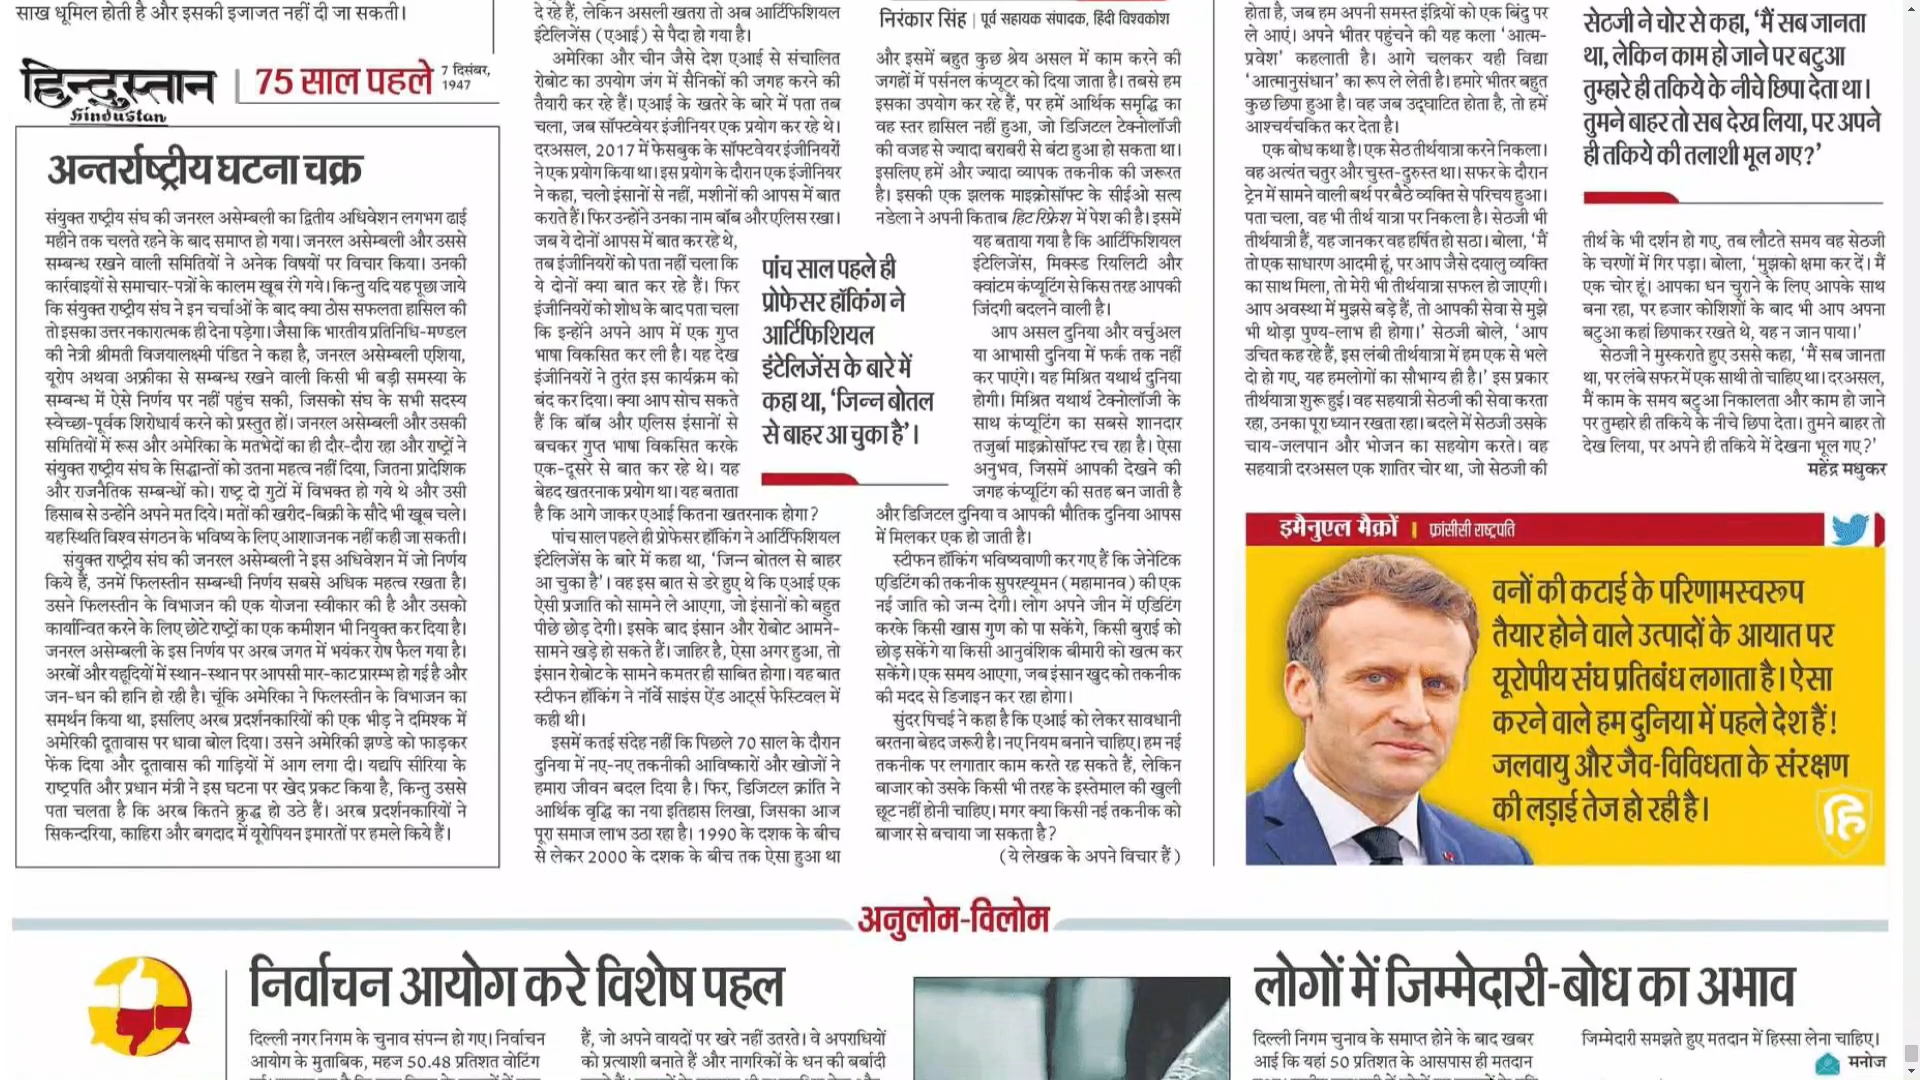 साख धूमिल होती है और इसकी इजाजत नहीं दी जा सकती।
हिन्दुस्तान
Hindustan
75 साल पहले
7 दिसंबर,
1947
अन्तर्राष्ट्रीय घटना चक्र
संयुक्त राष्ट्रीय संघ की जनरल असेम्बली का द्वितीय अधिवेशन लगभग ढाई
महीने तक चलते रहने के बाद समाप्त हो गया। जनरल असेम्बली और उससे
सम्बन्ध रखने वाली समितियों ने अनेक विषयों पर विचार किया। उनकी
कार्रवाइयों से समाचार-पत्रों के कालम खूब रंगे गये। किन्तु यदि यह पूछा जाये
कि संयुक्त राष्ट्रीय संघ ने इन चर्चाओं के बाद क्या ठोस सफलता हासिल की
तो इसका उत्तर नकारात्मक ही देना पड़ेगा। जैसा कि भारतीय प्रतिनिधि-मण्डल
की नेत्री श्रीमती विजयालक्ष्मी पंडित ने कहा है, जनरल असेम्बली एशिया,
यूरोप अथवा अफ्रीका से सम्बन्ध रखने वाली किसी भी बड़ी समस्या के
सम्बन्ध में ऐसे निर्णय पर नहीं पहुंच सकी, जिसको संघ के सभी सदस्य
स्वेच्छा-पूर्वक शिरोधार्य करने को प्रस्तुत हों। जनरल असेम्बली और उसकी
समितियों में रूस और अमेरिका के मतभेदों का ही दौर-दौरा रहा और राष्ट्रों ने
संयुक्त राष्ट्रीय संघ के सिद्धान्तों को उतना महत्व नहीं दिया, जितना प्रादेशिक
और राजनैतिक सम्बन्धों को। राष्ट्र दो गुटों में विभक्त हो गये थे और उसी
हिसाब से उन्होंने अपने मत दिये। मतों की खरीद-बिक्री के सौदे भी खूब चले।
यह स्थिति विश्व संगठन के भविष्य के लिए आशाजनक नहीं कही जा सकती।
संयुक्त राष्ट्रीय संघ की जनरल असेम्बली ने इस अधिवेशन में जो निर्णय
किये हैं, उनमें फिलस्तीन सम्बन्धी निर्णय सबसे अधिक महत्व रखता है।
उसने फिलस्तीन के विभाजन की एक योजना स्वीकार की है और उसको
कार्यान्वित करने के लिए छोटे राष्ट्रों का एक कमीशन भी नियुक्त कर दिया है।
जनरल असेम्बली के इस निर्णय पर अरब जगत में भयंकर रोष फैल गया है।
अरबों और यहूदियों में स्थान-स्थान पर आपसी मार-काट प्रारम्भ हो गई है और
जन-धन की हानि हो रही है। चूंकि अमेरिका ने फिलस्तीन के विभाजन का
समर्थन किया था, इसलिए अरब प्रदर्शनकारियों की एक भीड़ ने दमिश्क में
अमेरिकी दूतावास पर धावा बोल दिया। उसने अमेरिकी झण्डे को फाड़कर
फेंक दिया और दूतावास की गाड़ियों में आग लगा दी। यद्यपि सीरिया के
राष्ट्रपति और प्रधान मंत्री ने इस घटना पर खेद प्रकट किया है, किन्तु उससे
पता चलता है कि अरब कितने क्रुद्ध हो उठे हैं। अरब प्रदर्शनकारियों ने
सिकन्दरिया, काहिरा और बगदाद में यूरोपियन इमारतों पर हमले किये हैं।
दे रहे हैं, लेकिन असली खतरा तो अब आर्टिफिशियल
इंटेलिजेंस (एआई) से पैदा हो गया है।
अमेरिका और चीन जैसे देश एआई से संचालित
रोबोट का उपयोग जंग में सैनिकों की जगह करने की
तैयारी कर रहे हैं। एआई के खतरे के बारे में पता तब
चला, जब सॉफ्टवेयर इंजीनियर एक प्रयोग कर रहे थे।
दरअसल, 2017 में फेसबुक के सॉफ्टवेयर इंजीनियरों
ने एक प्रयोग किया था। इस प्रयोग के दौरान एक इंजीनियर
ने कहा, चलो इंसानों से नहीं, मशीनों की आपस में बात
कराते हैं। फिर उन्होंने उनका नाम बॉब और एलिस रखा।
जब ये दोनों आपस में बात कर रहे थे,
तब इंजीनियरों को पता नहीं चला कि
ये दोनों क्या बात कर रहे हैं। फिर
इंजीनियरों को शोध के बाद पता चला
कि इन्होंने अपने आप में एक गुप्त
भाषा विकसित कर ली है। यह देख
इंजीनियरों ने तुरंत इस कार्यक्रम को
बंद कर दिया। क्या आप सोच सकते
हैं कि बॉब और एलिस इंसानों से
बचकर गुप्त भाषा विकसित करके
एक-दूसरे से बात कर रहे थे। यह
बेहद खतरनाक प्रयोग था। यह बताता
है कि आगे जाकर एआई कितना खतरनाक होगा?
पांच साल पहले ही प्रोफेसर हॉकिंग ने आर्टिफिशियल
इंटेलिजेंस के बारे में कहा था, 'जिन्न बोतल से बाहर
आ चुका है'। वह इस बात से डरे हुए थे कि एआई एक
ऐसी प्रजाति को सामने ले आएगा, जो इंसानों को बहुत
पीछे छोड़ देगी। इसके बाद इंसान और रोबोट आमने-
सामने खड़े हो सकते हैं। जाहिर है, ऐसा अगर हुआ, तो
इंसान रोबोट के सामने कमतर ही साबित होगा। यह बात
स्टीफन हॉकिंग ने नॉर्वे साइंस ऐंड आर्ट्स फेस्टिवल में
कही थी।
इसमें कतई संदेह नहीं कि पिछले 70 साल के दौरान
दुनिया में नए-नए तकनीकी आविष्कारों और खोजों ने
हमारा जीवन बदल दिया है। फिर, डिजिटल क्रांति ने
आर्थिक वृद्धि का नया इतिहास लिखा, जिसका आज
पूरा समाज लाभ उठा रहा है। 1990 के दशक के बीच
से लेकर 2000 के दशक के बीच तक ऐसा हुआ था
पांच साल पहले ही
प्रोफेसर हॉकिंग ने
आर्टिफिशियल
इंटेलिजेंस के बारे में
कहा था, 'जिन्न बोतल
से बाहर आ चुका है'।
निरंकार सिंह | पूर्व सहायक संपादक, हिंदी विश्वकोश
और इसमें बहुत कुछ श्रेय असल में काम करने की
जगहों में पर्सनल कंप्यूटर को दिया जाता है। तबसे हम
इसका उपयोग कर रहे हैं, पर हमें आर्थिक समृद्धि का
वह स्तर हासिल नहीं हुआ, जो डिजिटल टेक्नोलॉजी
की वजह से ज्यादा बराबरी से बंटा हुआ हो सकता था।
इसलिए हमें और ज्यादा व्यापक तकनीक की जरूरत
है। इसकी एक झलक माइक्रोसॉफ्ट के सीईओ सत्य
नडेला ने अपनी किताब हिट रिफ्रेश में पेश की है। इसमें
यह बताया गया है कि आर्टिफिशियल
इंटेलिजेंस, मिक्स्ड रियलिटी और
क्वांटम कंप्यूटिंग से किस तरह आपकी
जिंदगी बदलने वाली है।
आप असल दुनिया और वर्चुअल
या आभासी दुनिया में फर्क तक नहीं
कर पाएंगे। यह मिश्रित यथार्थ दुनिया
होगी। मिश्रित यथार्थ टेक्नोलॉजी के
साथ कंप्यूटिंग का सबसे शानदार
तजुर्बा माइक्रोसॉफ्ट रच रहा है। ऐसा
अनुभव, जिसमें आपकी देखने की
जगह कंप्यूटिंग की सतह बन जाती है
और डिजिटल दुनिया व आपकी भौतिक दुनिया आपस
में मिलकर एक हो जाती है।
स्टीफन हॉकिंग भविष्यवाणी कर गए हैं कि जेनेटिक
एडिटिंग की तकनीक सुपरह्यूमन (महामानव) की एक
नई जाति को जन्म देगी। लोग अपने जीन में एडिटिंग
करके किसी खास गुण को पा सकेंगे, किसी बुराई को
छोड़ सकेंगे या किसी आनुवंशिक बीमारी को खत्म कर
सकेंगे। एक समय आएगा, जब इंसान खुद को तकनीक
की मदद से डिजाइन कर रहा होगा।
सुंदर पिचई ने कहा है कि एआई को लेकर सावधानी
बरतना बेहद जरूरी है। नए नियम बनाने चाहिए। हम नई
तकनीक पर लगातार काम करते रह सकते हैं, लेकिन
बाजार को उसके किसी भी तरह के इस्तेमाल की खुली
छूट नहीं होनी चाहिए। मगर क्या किसी नई तकनीक को
बाजार से बचाया जा सकता है?
(ये लेखक के अपने विचार हैं)
होता है, जब हम अपनी समस्त इंद्रियों को एक बिंदु पर
ले आएं। अपने भीतर पहुंचने की यह कला 'आत्म-
प्रवेश' कहलाती है। आगे चलकर यही विद्या
'आत्मानुसंधान' का रूप ले लेती है। हमारे भीतर बहुत
कुछ छिपा हुआ है। वह जब उद्घाटित होता है, तो हमें
आश्चर्यचकित कर देता है।
एक बोध कथा है। एक सेठ तीर्थयात्रा करने निकला।
वह अत्यंत चतुर और चुस्त-दुरुस्त था। सफर के दौरान
ट्रेन में सामने वाली बर्थ पर बैठे व्यक्ति से परिचय हुआ।
पता चला, वह भी तीर्थ यात्रा पर निकला है। सेठजी भी
तीर्थयात्री हैं, यह जानकर वह हर्षित हो सठा। बोला, 'मैं
तो एक साधारण आदमी हूं, पर आप जैसे दयालु व्यक्ति
का साथ मिला, तो मेरी भी तीर्थयात्रा सफल हो जाएगी।
आप अवस्था में मुझसे बड़े हैं, तो आपकी सेवा से मुझे
भी थोड़ा पुण्य-लाभ ही होगा।' सेठजी बोले, 'आप
उचित कह रहे हैं, इस लंबी तीर्थयात्रा में हम एक से भले
दो हो गए, यह हमलोगों का सौभाग्य ही है।' इस प्रकार
तीर्थयात्रा शुरू हुई। वह सहयात्री सेठजी की सेवा करता
रहा, उनका पूरा ध्यान रखता रहा। बदले में सेठजी उसके
चाय-जलपान और भोजन का सहयोग करते। वह
सहयात्री दरअसल एक शातिर चोर था, जो सेठजी की
सेठजी ने चोर से कहा, 'मैं सब जानता
था, लेकिन काम हो जाने पर बटुआ
तुम्हारे ही तकिये के नीचे छिपा देता था।
तुमने बाहर तो सब देख लिया, पर अपने
ही तकिये की तलाशी भूल गए?'
तीर्थ के भी दर्शन हो गए, तब लौटते समय वह सेठजी
के चरणों में गिर पड़ा। बोला, 'मुझको क्षमा कर दें। मैं
एक चोर हूं। आपका धन चुराने के लिए आपके साथ
बना रहा, पर हजार कोशिशों के बाद भी आप अपना
बटुआ कहां छिपाकर रखते थे, यह न जान पाया।'
सेठजी ने मुस्कराते हुए उससे कहा, 'मैं सब जानता
था, पर लंबे सफर में एक साथी तो चाहिए था। दरअसल,
मैं काम के समय बटुआ निकालता और काम हो जाने
पर तुम्हारे ही तकिये के नीचे छिपा देता। तुमने बाहर तो
देख लिया, पर अपने ही तकिये में देखना भूल गए?'
महेंद्र मधुकर
इमैनुएल मैक्रों | फ्रांसीसी राष्ट्रपति
वनों की कटाई के परिणामस्वरूप
तैयार होने वाले उत्पादों के आयात पर
यूरोपीय संघ प्रतिबंध लगाता है। ऐसा
करने वाले हम दुनिया में पहले देश हैं!
जलवायु और जैव-विविधता के संरक्षण
की लड़ाई तेज हो रही है।
हि
अनुलोम-विलोम
निर्वाचन आयोग करे विशेष पहल
दिल्ली नगर निगम के चुनाव संपन्न हो गए। निर्वाचन
आयोग के मुताबिक, महज 50.48 प्रतिशत वोटिंग
हैं, जो अपने वायदों पर खरे नहीं उतरते। वे अपराधियों
को प्रत्याशी बनाते हैं और नागरिकों के धन की बर्बादी
लोगों में जिम्मेदारी-बोध का अभाव
दिल्ली निगम चुनाव के समाप्त होने के बाद खबर
आई कि यहां 50 प्रतिशत के आसपास ही मतदान
जिम्मेदारी समझते हुए मतदान में हिस्सा लेना चाहिए।
मनोज